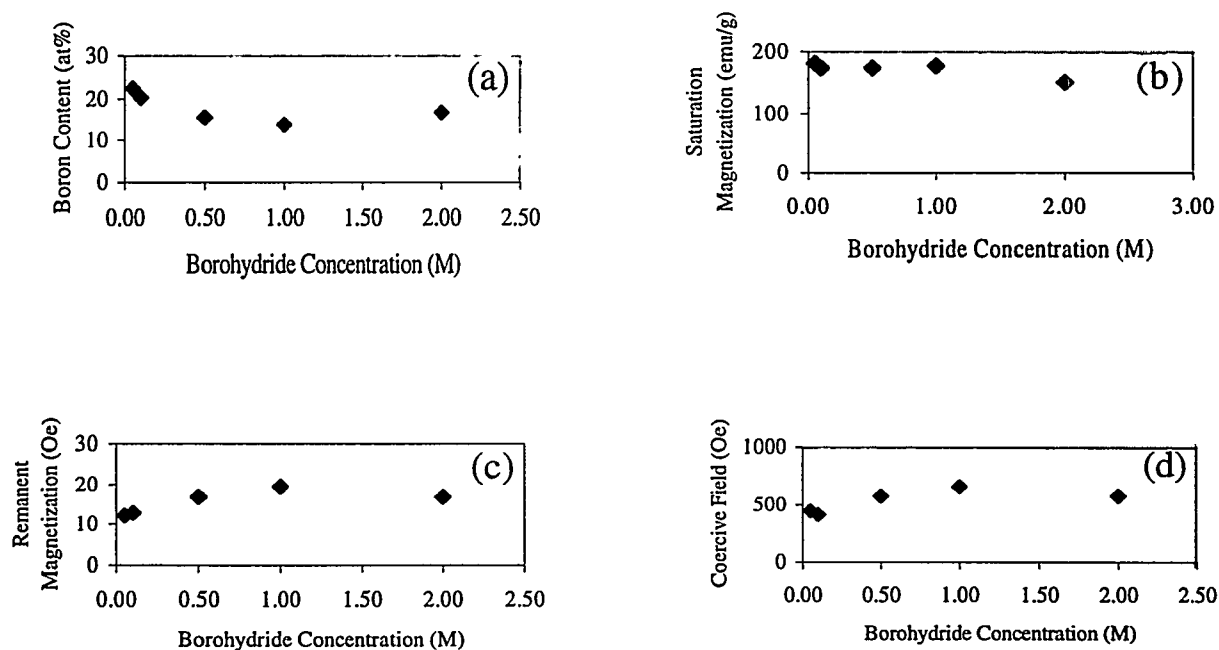 30
20
10
0
Boron Content (at%)
(a)
0.00 0.50 1.00 1.50 2.00 2.50
Borohydride Concentration (M)
200
100
0
Saturation
Magnetization (emu/g)
(b)
0.00 1.00 2.00 3.00
Borohydride Concentration (M)
30
20
10
0
Remanent
Magnetization (Oe)
(c)
0.00 0.50 1.00 1.50 2.00 2.50
Borohydride Concentration (M)
1000
500
0
Coercive Field (Oe)
(d)
0.00 0.50 1.00 1.50 2.00 2.50
Borohydride Concentration (M)